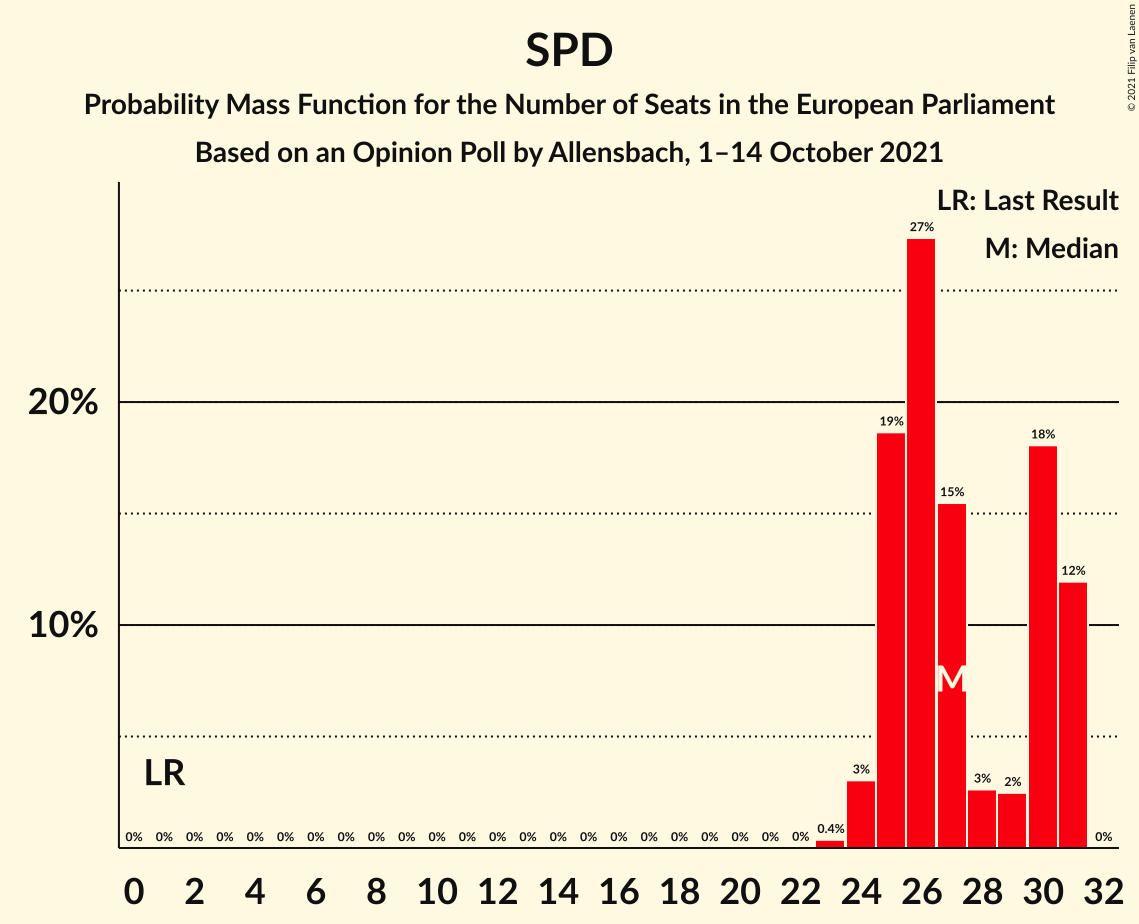 SPD
Probability Mass Function for the Number of Seats in the European Parliament
Based on an Opinion Poll by Allensbach, 1–14 October 2021
© 2021 Filip van Laenen
LR: Last Result
M: Median
27%
20%
19%
18%
15%
12%
10%
M
LR
3%
3%
2%
0% 0% 0% 0% 0% 0% 0% 0% 0% 0% 0% 0% 0% 0% 0% 0% 0% 0% 0% 0% 0% 0% 0% 0.4% 0%
0 2 4 6 8 10 12 14 16 18 20 22 24 26 28 30 32